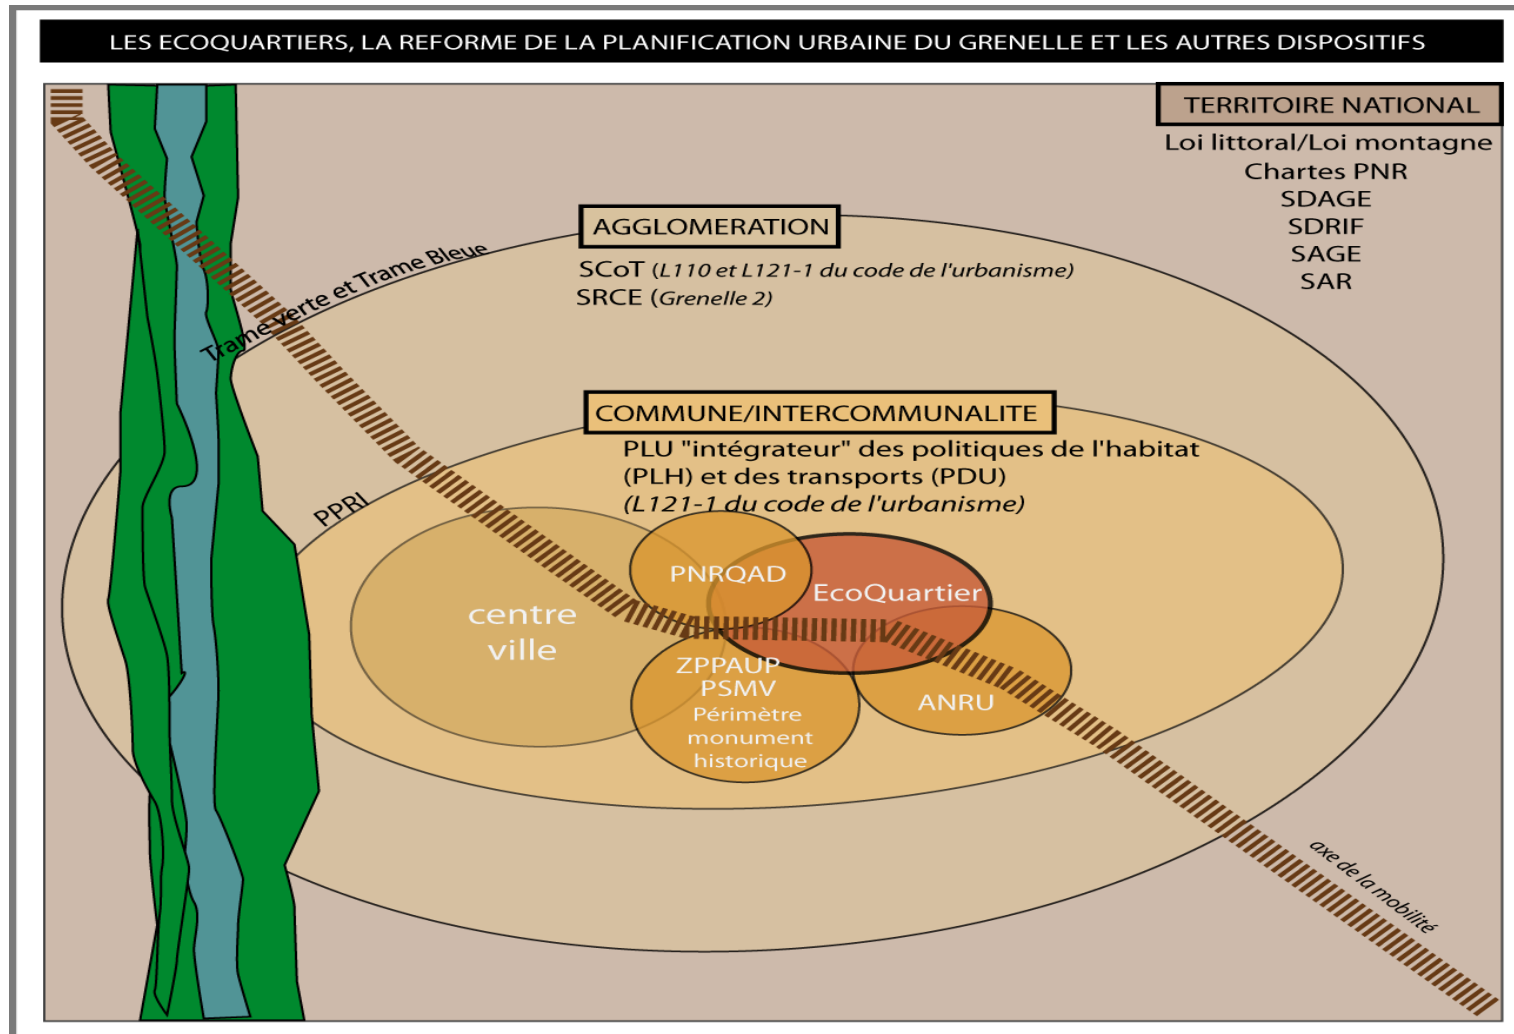 LES ECOQUARTIERS, LA REFORME DE LA PLANIFICATION URBAINE DU GRENELLE ET LES AUTRES DISPOSITIFS
TERRITOIRE NATIONAL
Loi littoral/Loi montagne
Chartes PNR
SDAGE
SDRIF
SAGE
SAR
AGGLOMERATION
SCoT (L110 et L121-1 du code de l'urbanisme)
SRCE (Grenelle 2)
Trame verte et Trame Bleue
COMMUNE/INTERCOMMUNALITE
PLU "intégrateur" des politiques de l'habitat
(PLH) et des transports (PDU)
(L121-1 du code de l'urbanisme)
PPRI
centre
ville
PNRQAD
EcoQuartier
ZPPAUP
PSMV
Périmètre
monument
historique
ANRU
axe de la mobilité